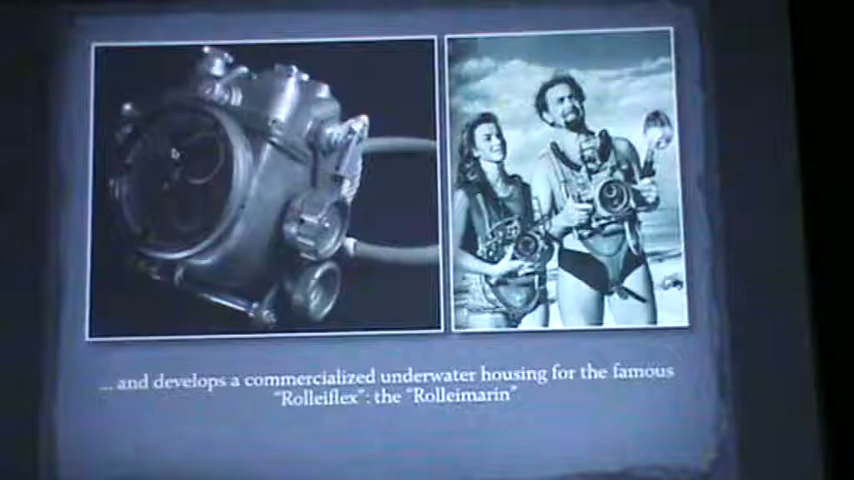 ... and develops a commercialized underwater housing for the famous
“Rolleiflex”: the “Rolleimarin”